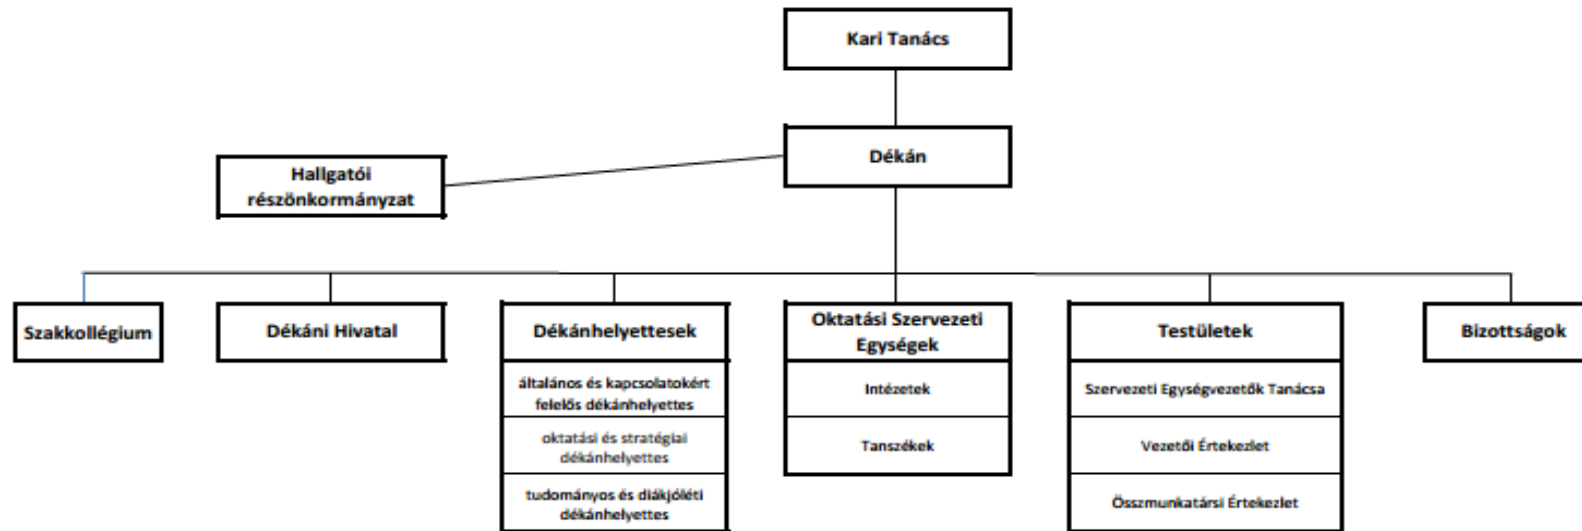 Kari Tanács
Dékán
Hallgatói
részönkormányzat
Szakkollégium
Dékáni Hivatal
Dékánhelyettesek
általános és kapcsolatokért
felelős dékánhelyettes
oktatási és stratégiai
dékánhelyettes
tudományos és diákjóléti
dékánhelyettes
Oktatási Szervezeti
Egységek
Intézetek
Tanszékek
Testületek
Szervezeti Egységvezetők Tanácsa
Vezetői Értekezlet
Összmunkatársi Értekezlet
Bizottságok